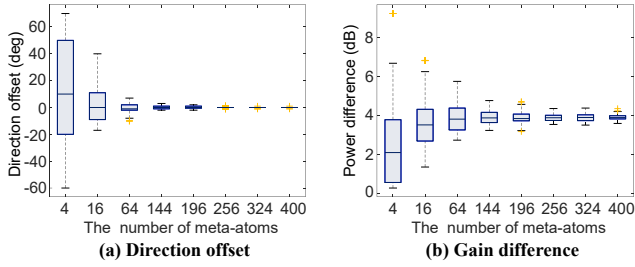 Direction offset (deg)
60
40
20
0
-20
-40
-60
4 16 64 144 196 256 324 400
The number of meta-atoms
(a) Direction offset
Power difference (dB)
8
6
4
2
0
4 16 64 144 196 256 324 400
The number of meta-atoms
(b) Gain difference